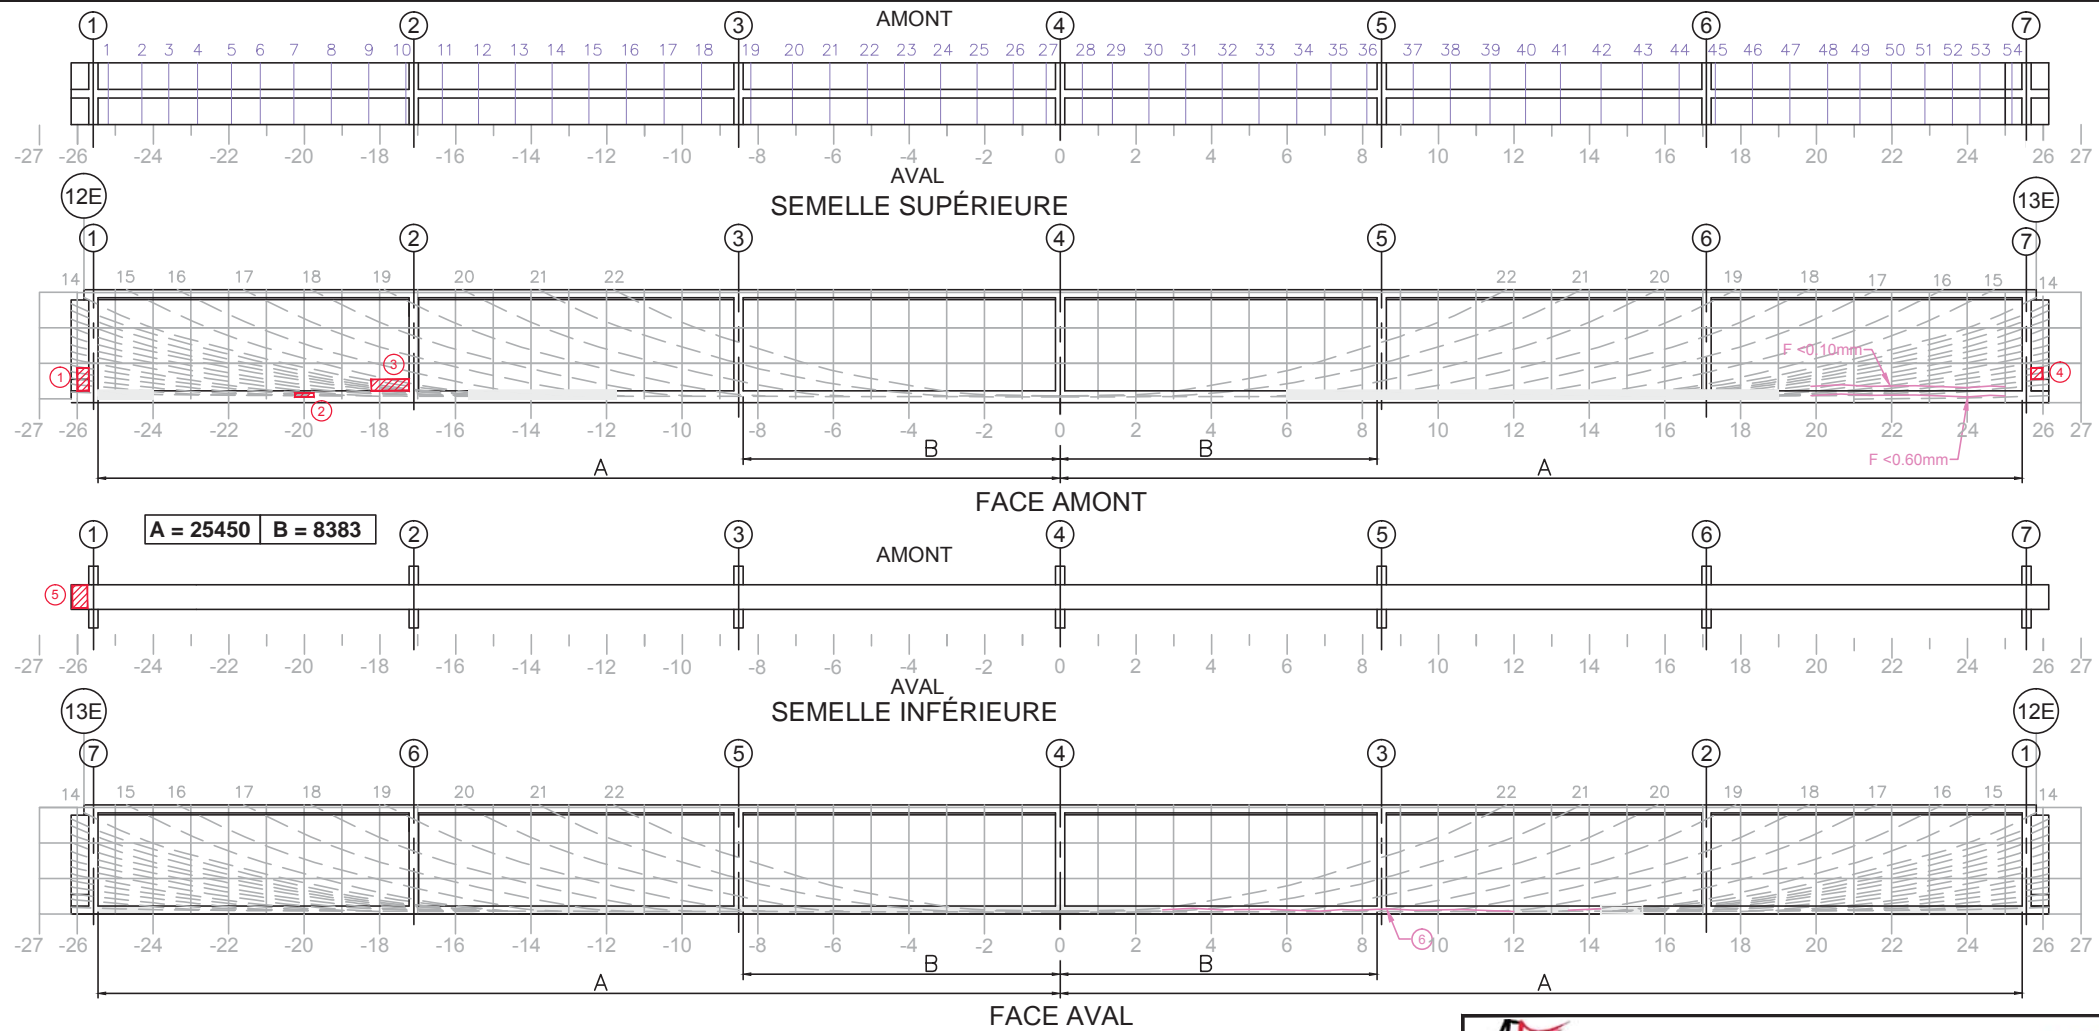 1 2 3 AMONT 4 5 6 7
1 2 3 4 5 6 7 8 9 10 11 12 13 14 15 16 17 18 19 20 21 22 23 24 25 26 27 28 29 30 31 32 33 34 35 36 37 38 39 40 41 42 43 44 45 46 47 48 49 50 51 52 53 54
-27 -26 -24 -22 -20 -18 -16 -14 -12 -10 -8 -6 -4 -2 0 2 4 6 8 10 12 14 16 18 20 22 24 26 27
AVAL
12E SEMELLE SUPÉRIEURE 13E
1 2 3 4 5 6 7
14 15 16 17 18 19 20 21 22 22 21 20 19 18 17 16 15 14
F <0.10mm
1 3 4
2
-27 -26 -24 -22 -20 -18 -16 -14 -12 -10 -8 -6 -4 -2 0 2 4 6 8 10 12 14 16 18 20 22 24 26 27
B B
F <0.60mm
A A
FACE AMONT
A = 25450 B = 8383
1 2 3 4 5 6 7
AMONT
5
-27 -26 -24 -22 -20 -18 -16 -14 -12 -10 -8 -6 -4 -2 0 2 4 6 8 10 12 14 16 18 20 22 24 26 27
AVAL
13E SEMELLE INFÉRIEURE 12E
7 6 5 4 3 2 1
14 15 16 17 18 19 20 21 22 22 21 20 19 18 17 16 15 14
6
-27 -26 -24 -22 -20 -18 -16 -14 -12 -10 -8 -6 -4 -2 0 2 4 6 8 10 12 14 16 18 20 22 24 26 27
B B
A A
FACE AVAL